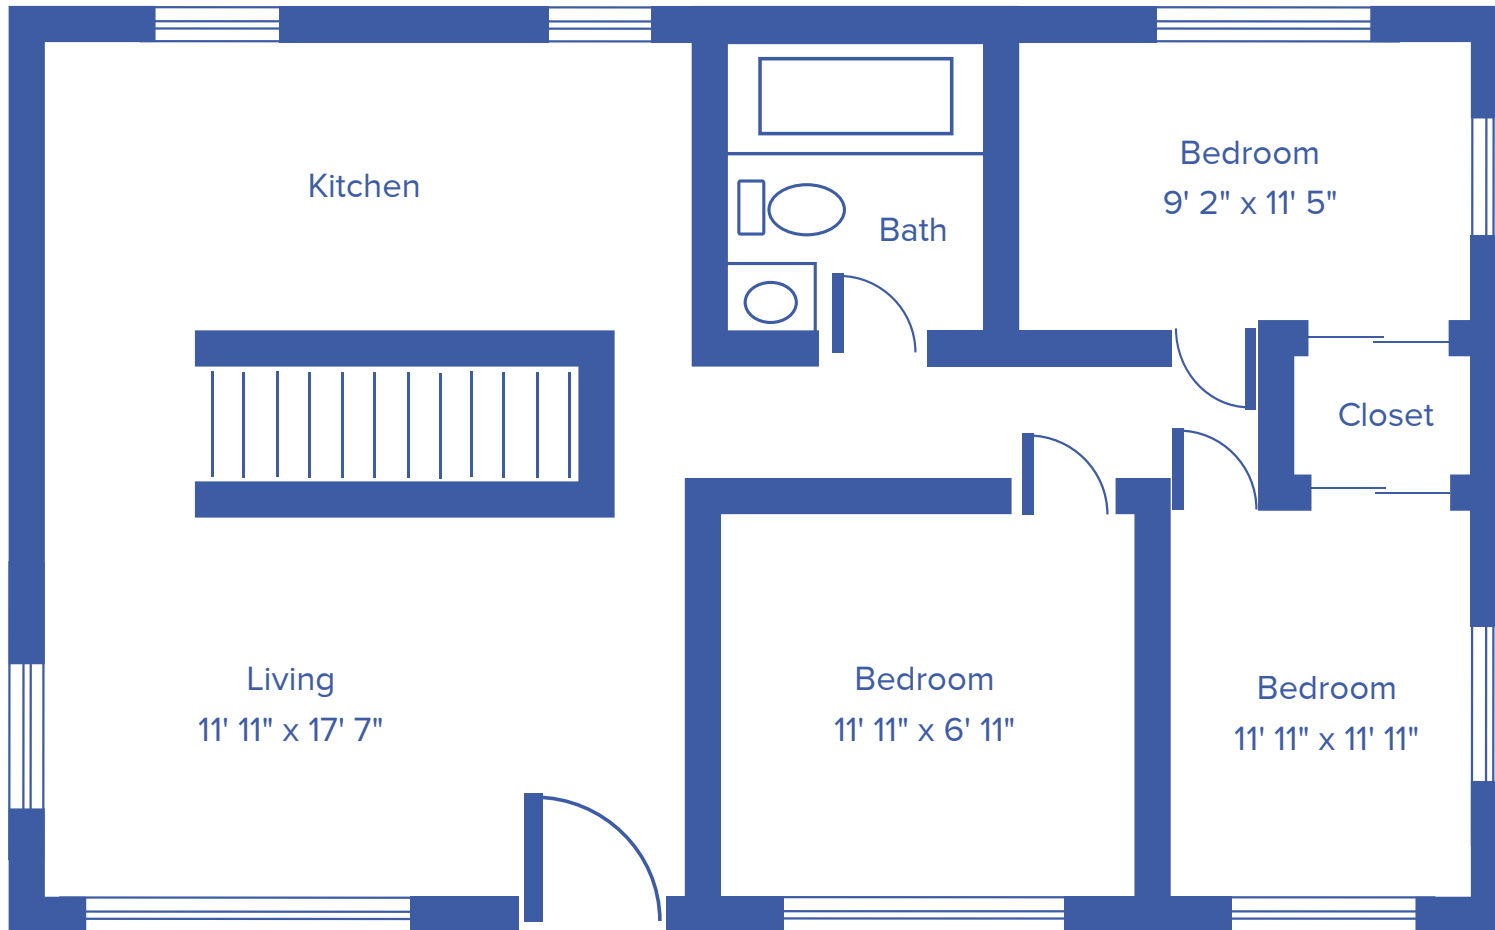 Kitchen
Bath
Bedroom
9' 2" x 11' 5"
Closet
Living
11' 11" x 17' 7"
Bedroom
11' 11" x 6' 11"
Bedroom
11' 11" x 11' 11"